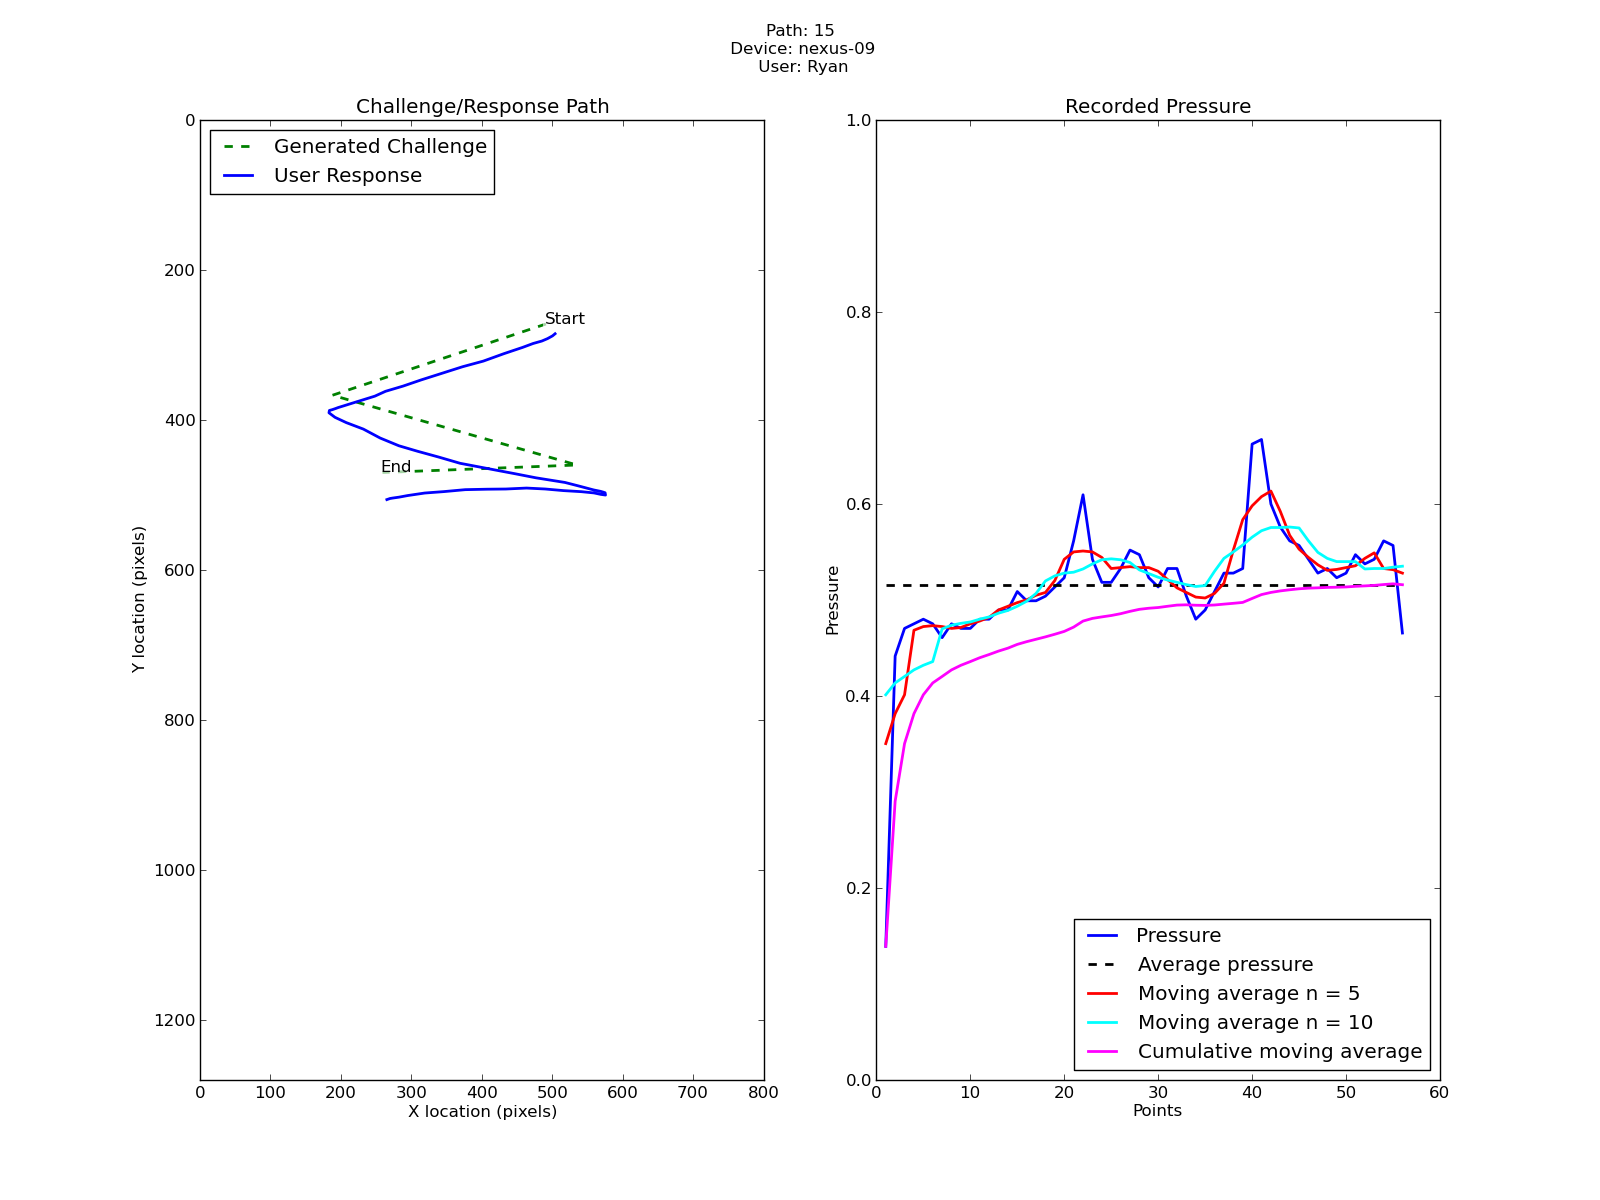 Path: 15
Device: nexus-09
User: Ryan
Challenge/Response Path
Generated Challenge
User Response
Start
End
0
200
400
600
800
1000
1200
Y location (pixels)
0 100 200 300 400 500 600 700 800
X location (pixels)
Recorded Pressure
1.0
0.8
0.6
0.4
0.2
0.0
Pressure
Pressure
Average pressure
Moving average n = 5
Moving average n = 10
Cumulative moving average
0 10 20 30 40 50 60
Points